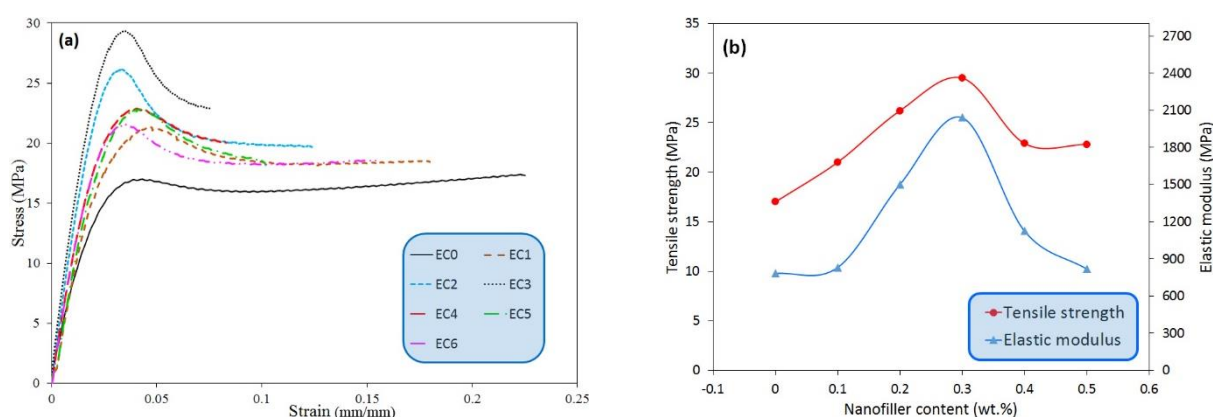 (a)
30
25
20
15
10
5
0
Stress (MPa)
0 0.05 0.1 0.15 0.2 0.25
Strain (mm/mm)
EC0 EC1
EC2 EC3
EC4 EC5
EC6
(b)
35
30
25
20
15
10
5
0
Tensile strength (MPa)
2700
2400
2100
1800
1500
1200
900
600
300
0
Elastic modulus (MPa)
-0.1 0 0.1 0.2 0.3 0.4 0.5 0.6
Nanofiller content (wt.%)
Tensile strength
Elastic modulus